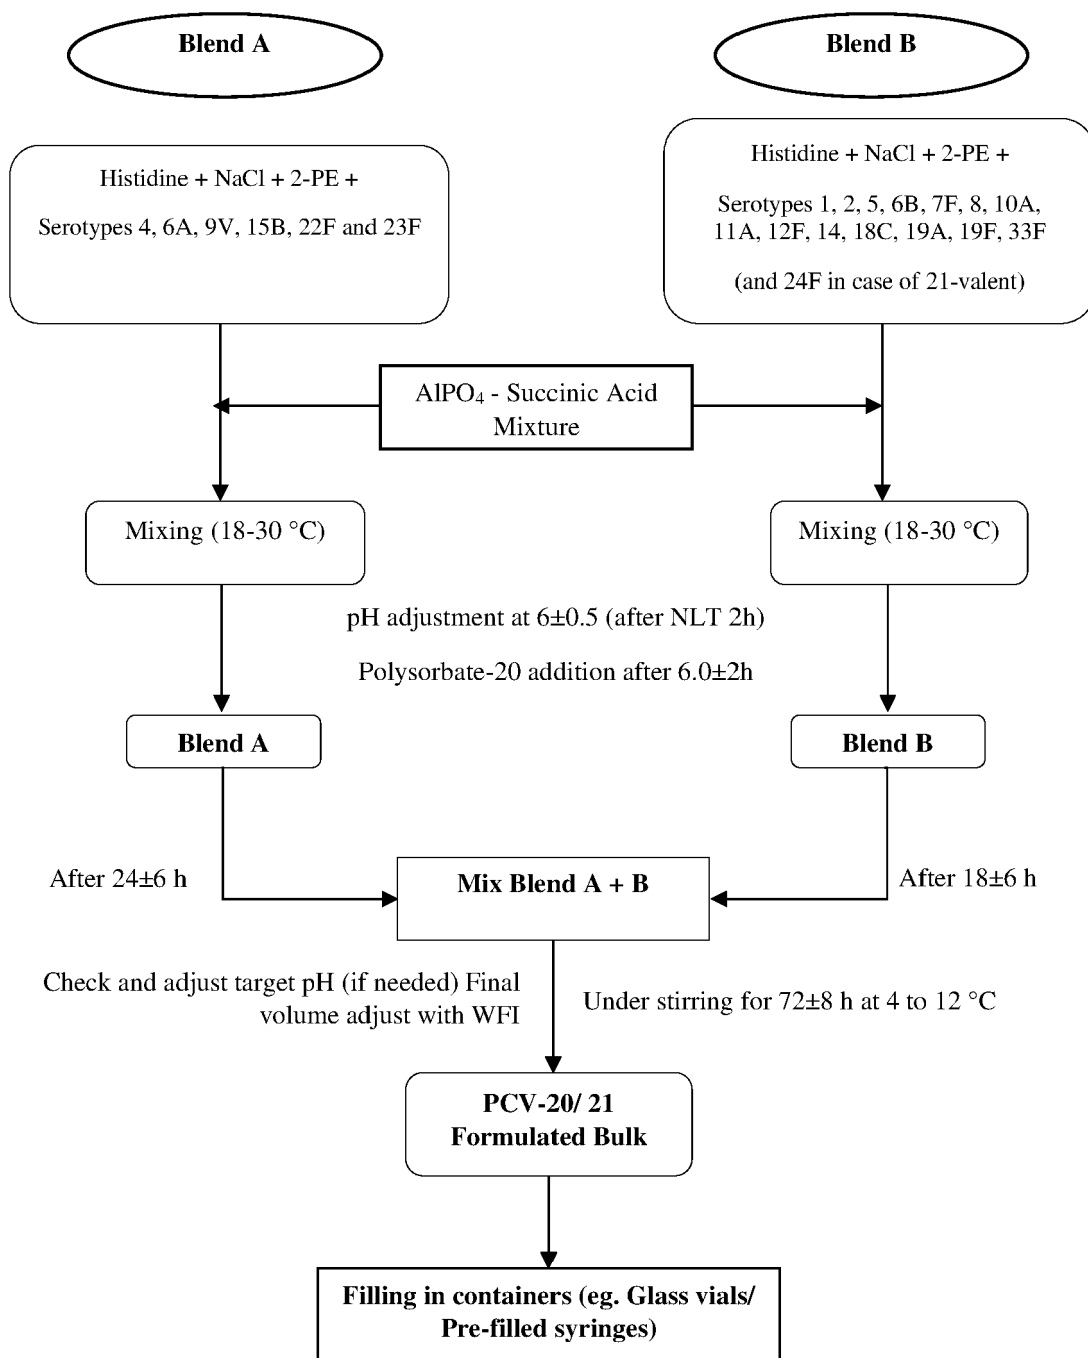 Blend A
Blend B
Histidine + NaCl + 2-PE +
Serotypes 4, 6A, 9V, 15B, 22F and 23F
Histidine + NaCl + 2-PE +
Serotypes 1, 2, 5, 6B, 7F, 8, 10A,
11A, 12F, 14, 18C, 19A, 19F, 33F
(and 24F in case of 21-valent)
AlPO₄ - Succinic Acid
Mixture
Mixing (18-30 °C)
Mixing (18-30 °C)
pH adjustment at 6±0.5 (after NLT 2h)
Polysorbate-20 addition after 6.0±2h
Blend A
Blend B
After 24±6 h
Mix Blend A + B
After 18±6 h
Check and adjust target pH (if needed) Final
volume adjust with WFI
Under stirring for 72±8 h at 4 to 12 °C
PCV-20/ 21
Formulated Bulk
Filling in containers (eg. Glass vials/
Pre-filled syringes)